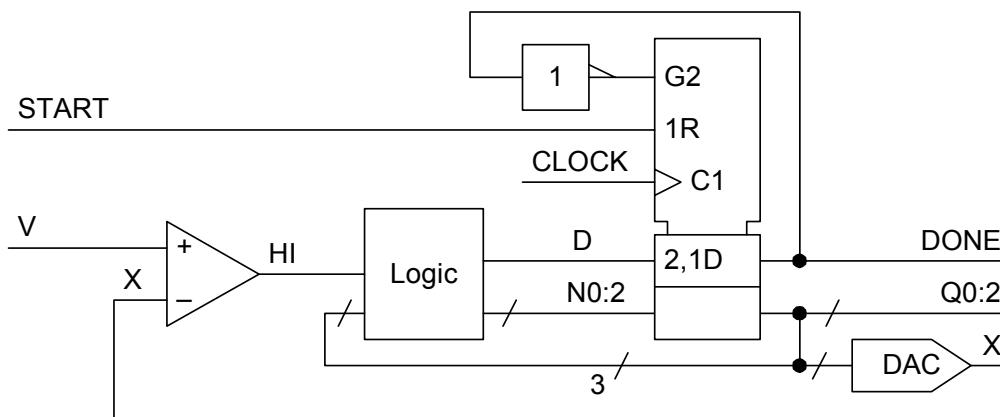 1
G2
START
1R
CLOCK
C1
V
+
HI
Logic
D
2,1D
DONE
X
−
N0:2
Q0:2
X
3
DAC